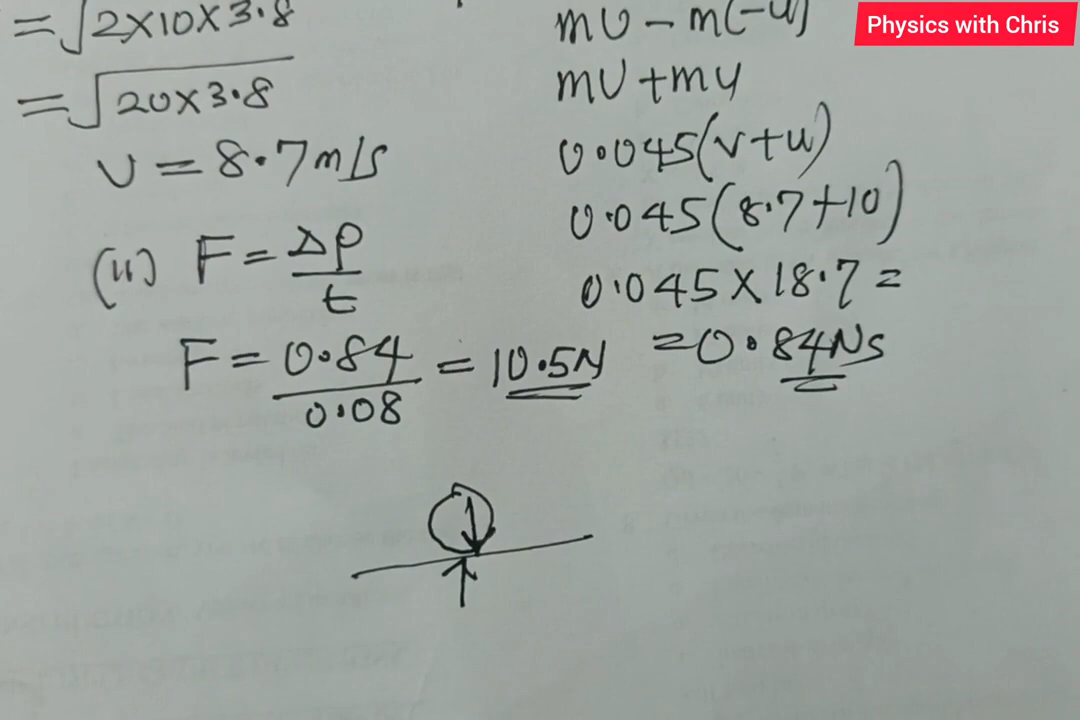 =√2×10×3.8
=√20×3.8
v = 8.7m/s
(ii) F = Δp/t
F = 0.84/0.08 = 10.5N
mv - m(-u)
mv + mu
0.045(v+u)
0.045(8.7+10)
0.045×18.7=
=0.84Ns
Physics with Chris